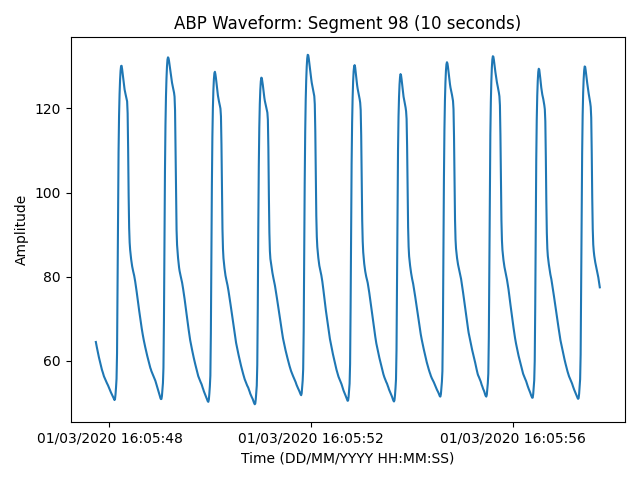 ABP Waveform: Segment 98 (10 seconds)
120
100
80
60
Amplitude
01/03/2020 16:05:48
01/03/2020 16:05:52
01/03/2020 16:05:56
Time (DD/MM/YYYY HH:MM:SS)